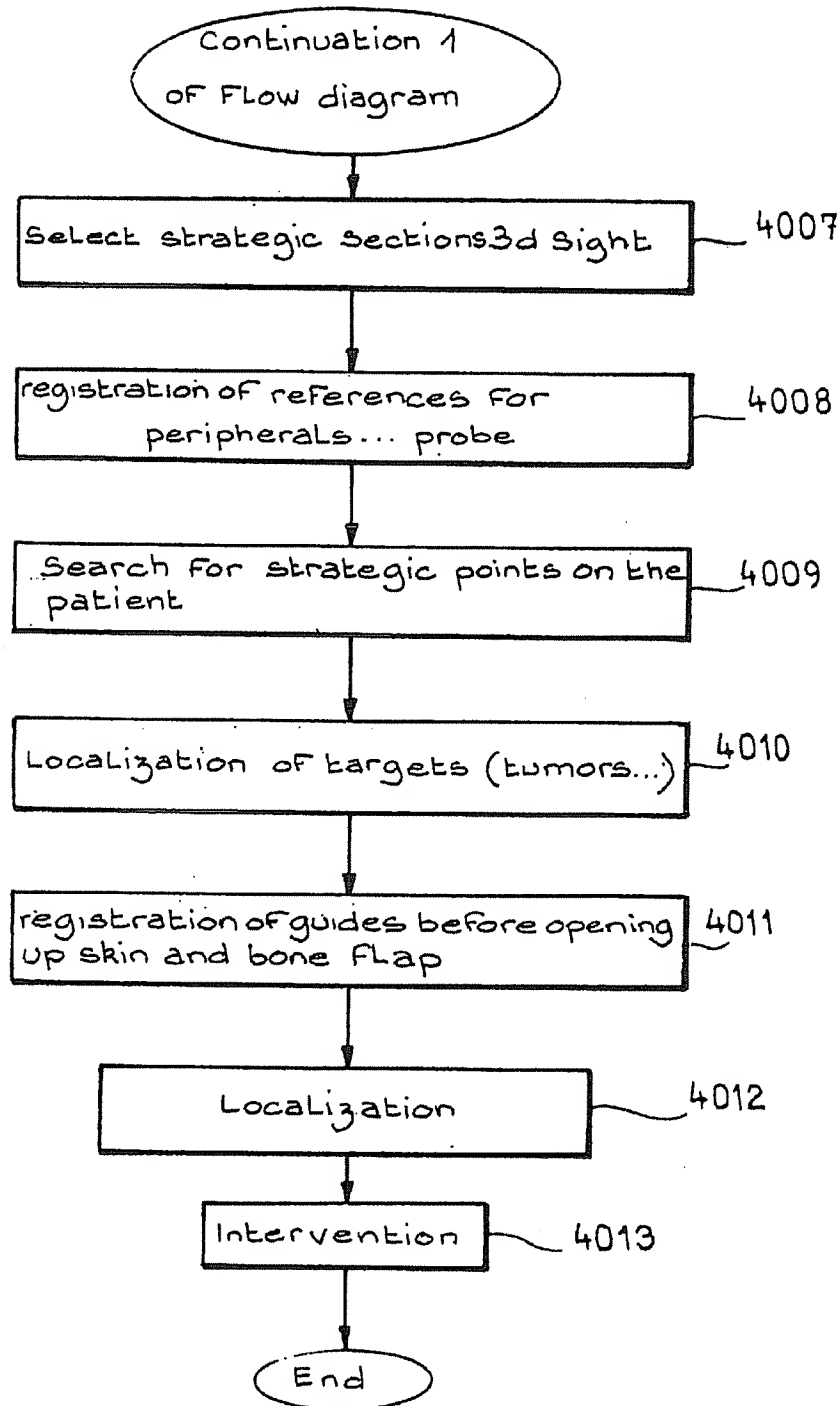 Continuation 1
of Flow diagram
Select strategic sections3d Sight
4007
registration of references for
peripherals... probe
4008
Search for strategic points on the
patient
4009
Localization of targets (tumors...)
4010
registration of guides before opening
up skin and bone flap
4011
Localization
4012
Intervention
4013
End